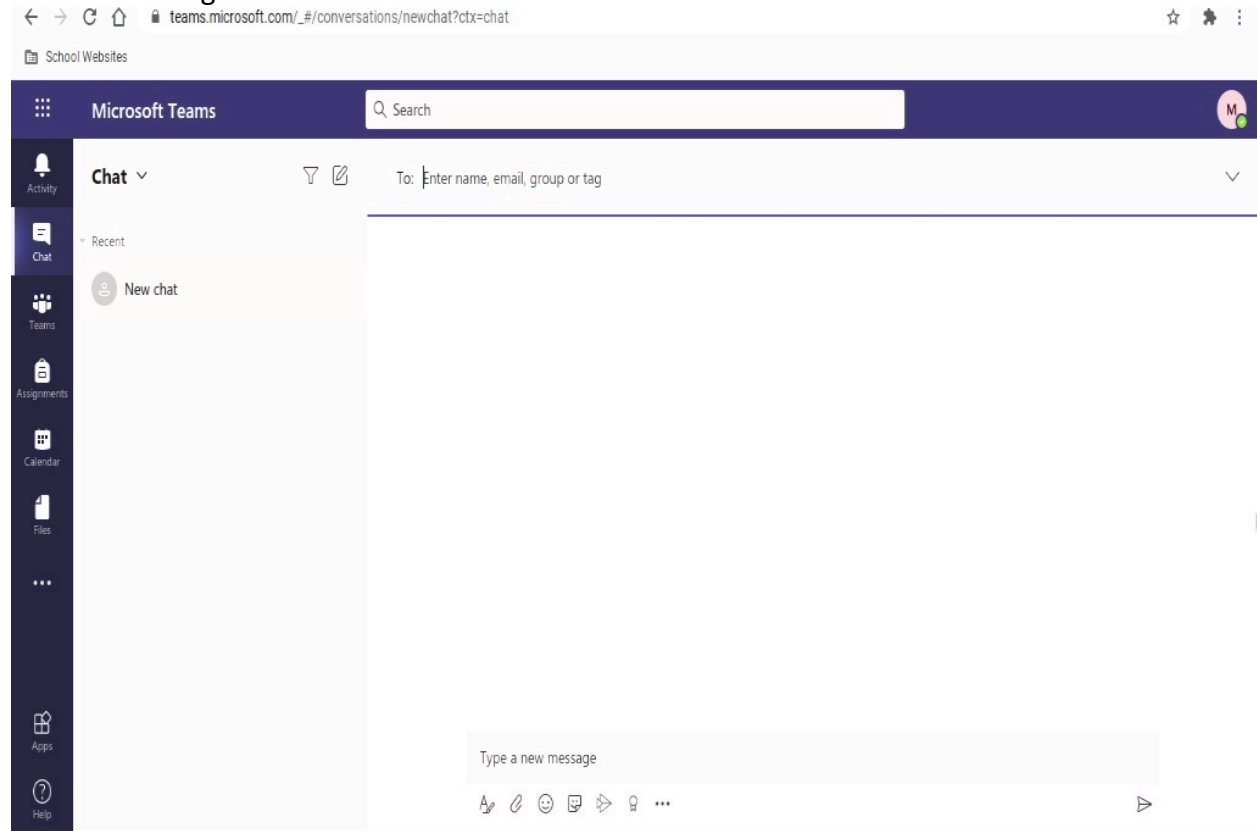 teams.microsoft.com/_#/conversations/newchat?ctx=chat
School Websites
Microsoft Teams
Search
M
Activity
Chat
To: Enter name, email, group or tag
Chat
Recent
New chat
Teams
Assignments
Calendar
Files
Apps
Type a new message
Help